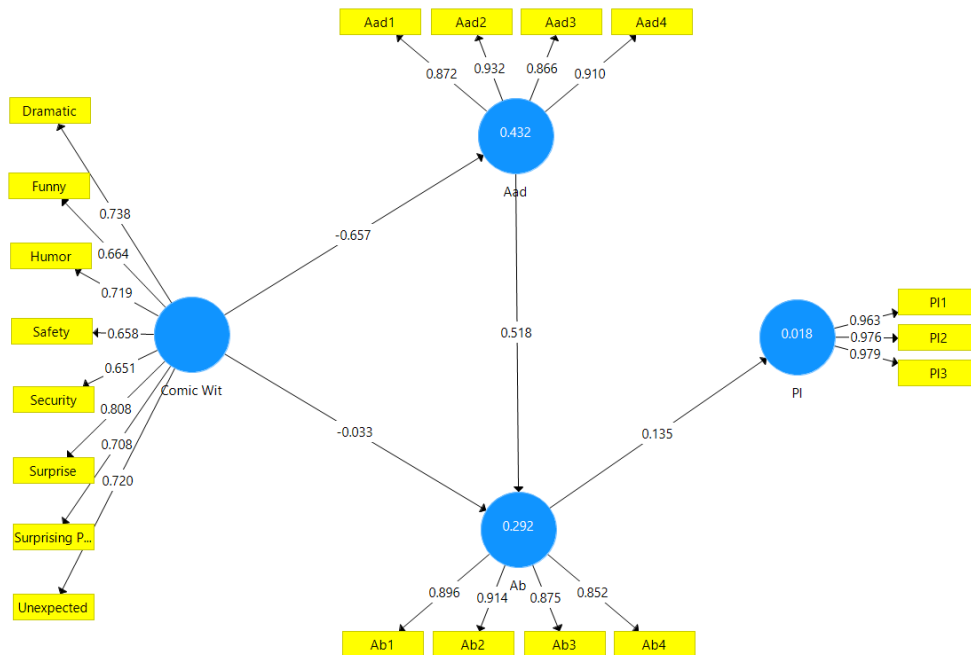 Aad1
Aad2
Aad3
Aad4
0.872
0.932
0.866
0.910
0.432
Aad
Dramatic
Funny
Humor
Safety
Security
Surprise
Surprising P...
Unexpected
0.738
0.664
0.719
0.658
0.651
0.808
0.708
0.720
Comic Wit
-0.657
-0.033
0.518
0.135
0.018
PI
0.963
0.976
0.979
PI1
PI2
PI3
0.292
Ab
0.896
0.914
0.875
0.852
Ab1
Ab2
Ab3
Ab4